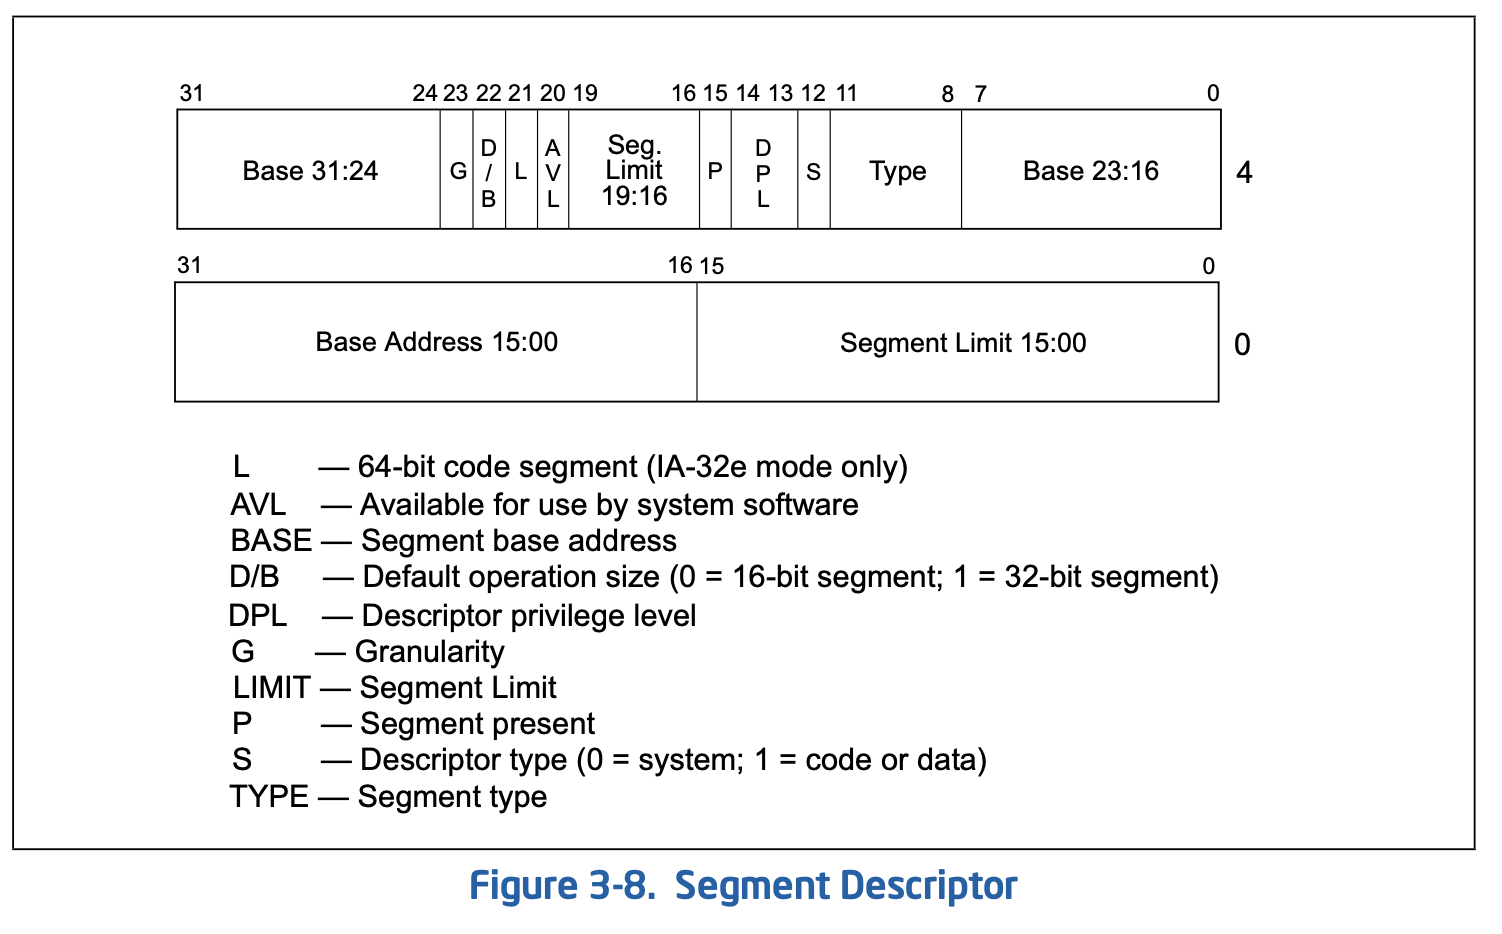 31 24 23 22 21 20 19 16 15 14 13 12 11 8 7 0
Base 31:24 G D/B L AVL Seg. Limit 19:16 P DPL S Type Base 23:16 4
31 16 15 0
Base Address 15:00 Segment Limit 15:00 0
L — 64-bit code segment (IA-32e mode only)
AVL — Available for use by system software
BASE — Segment base address
D/B — Default operation size (0 = 16-bit segment; 1 = 32-bit segment)
DPL — Descriptor privilege level
G — Granularity
LIMIT — Segment Limit
P — Segment present
S — Descriptor type (0 = system; 1 = code or data)
TYPE — Segment type
Figure 3-8. Segment Descriptor